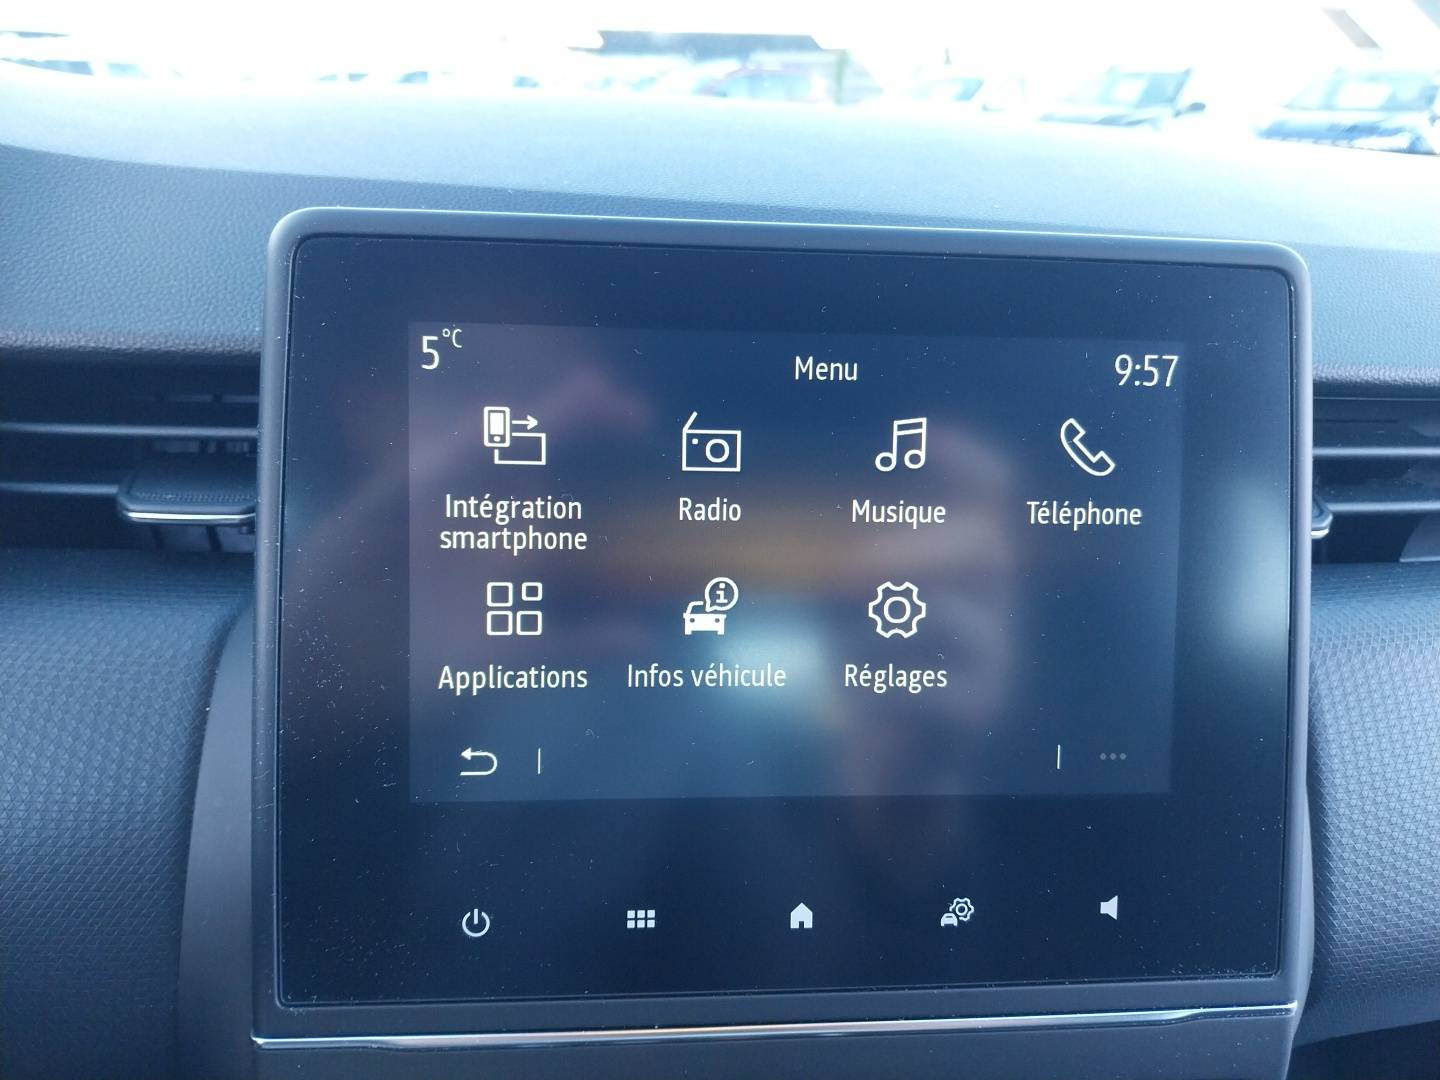 5°C
Menu
9:57
Intégration
smartphone
Radio
Musique
Téléphone
Applications
Infos véhicule
Réglages